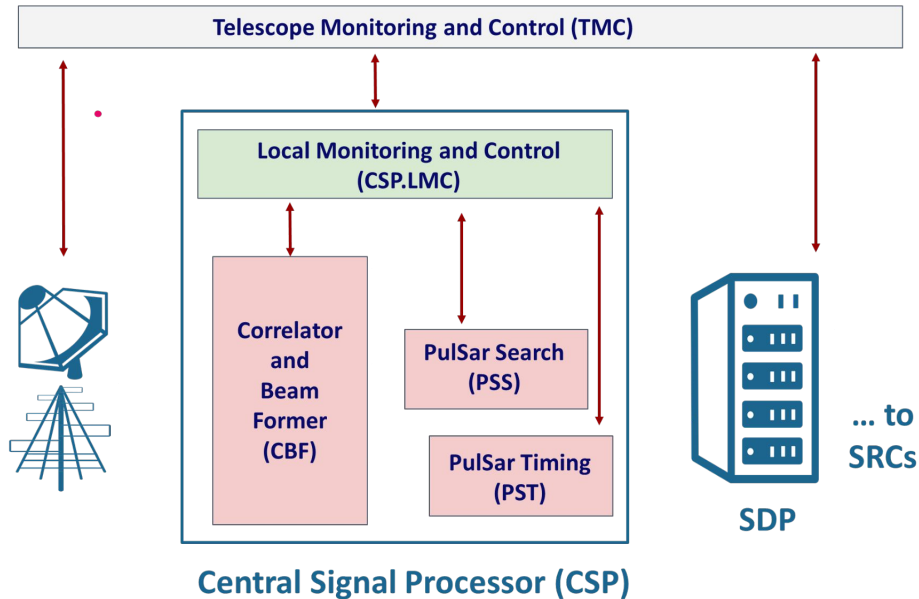 Telescope Monitoring and Control (TMC)
Local Monitoring and Control
(CSP.LMC)
Correlator
and
Beam
Former
(CBF)
PulSar Search
(PSS)
PulSar Timing
(PST)
... to
SRCs
SDP
Central Signal Processor (CSP)